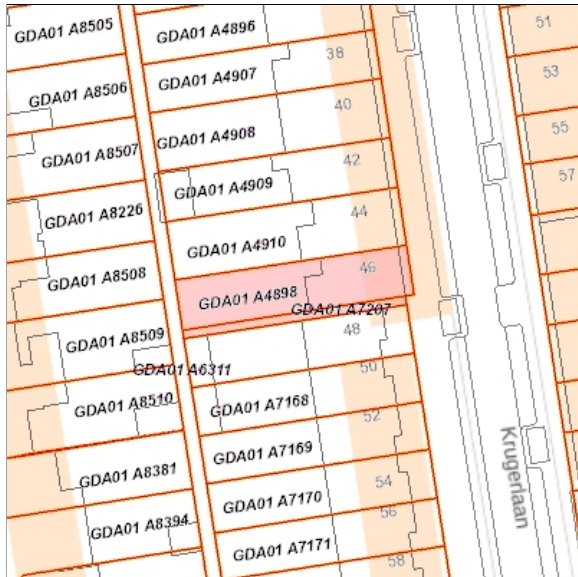 GDA01 A8505
GDA01 A4896
51
38
GDA01 A4907
53
GDA01 A8506
40
GDA01 A4908
55
GDA01 A8507
42
57
GDA01 A4909
GDA01 A8226
44
GDA01 A4910
46
GDA01 A8508
GDA01 A4898
GDA01 A7207
48
GDA01 A8509
50
GDA01 A6311
GDA01 A8510
GDA01 A7168
52
Krugerlaan
GDA01 A7169
GDA01 A8381
54
GDA01 A7170
56
GDA01 A8394
GDA01 A7171
58